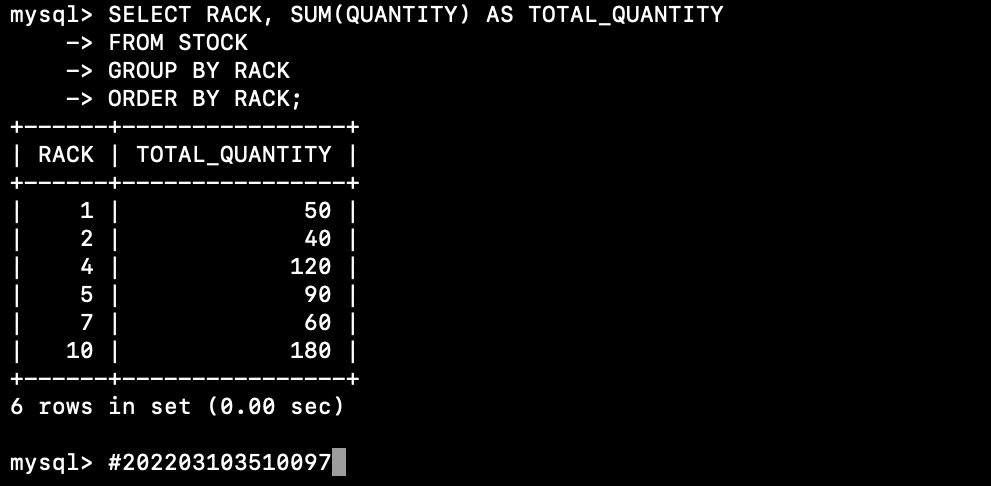 mysql> SELECT RACK, SUM(QUANTITY) AS TOTAL_QUANTITY
    -> FROM STOCK
    -> GROUP BY RACK
    -> ORDER BY RACK;
+------+----------------+
| RACK | TOTAL_QUANTITY |
+------+----------------+
|    1 |             50 |
|    2 |             40 |
|    4 |            120 |
|    5 |             90 |
|    7 |             60 |
|   10 |            180 |
+------+----------------+
6 rows in set (0.00 sec)

mysql> #202203103510097